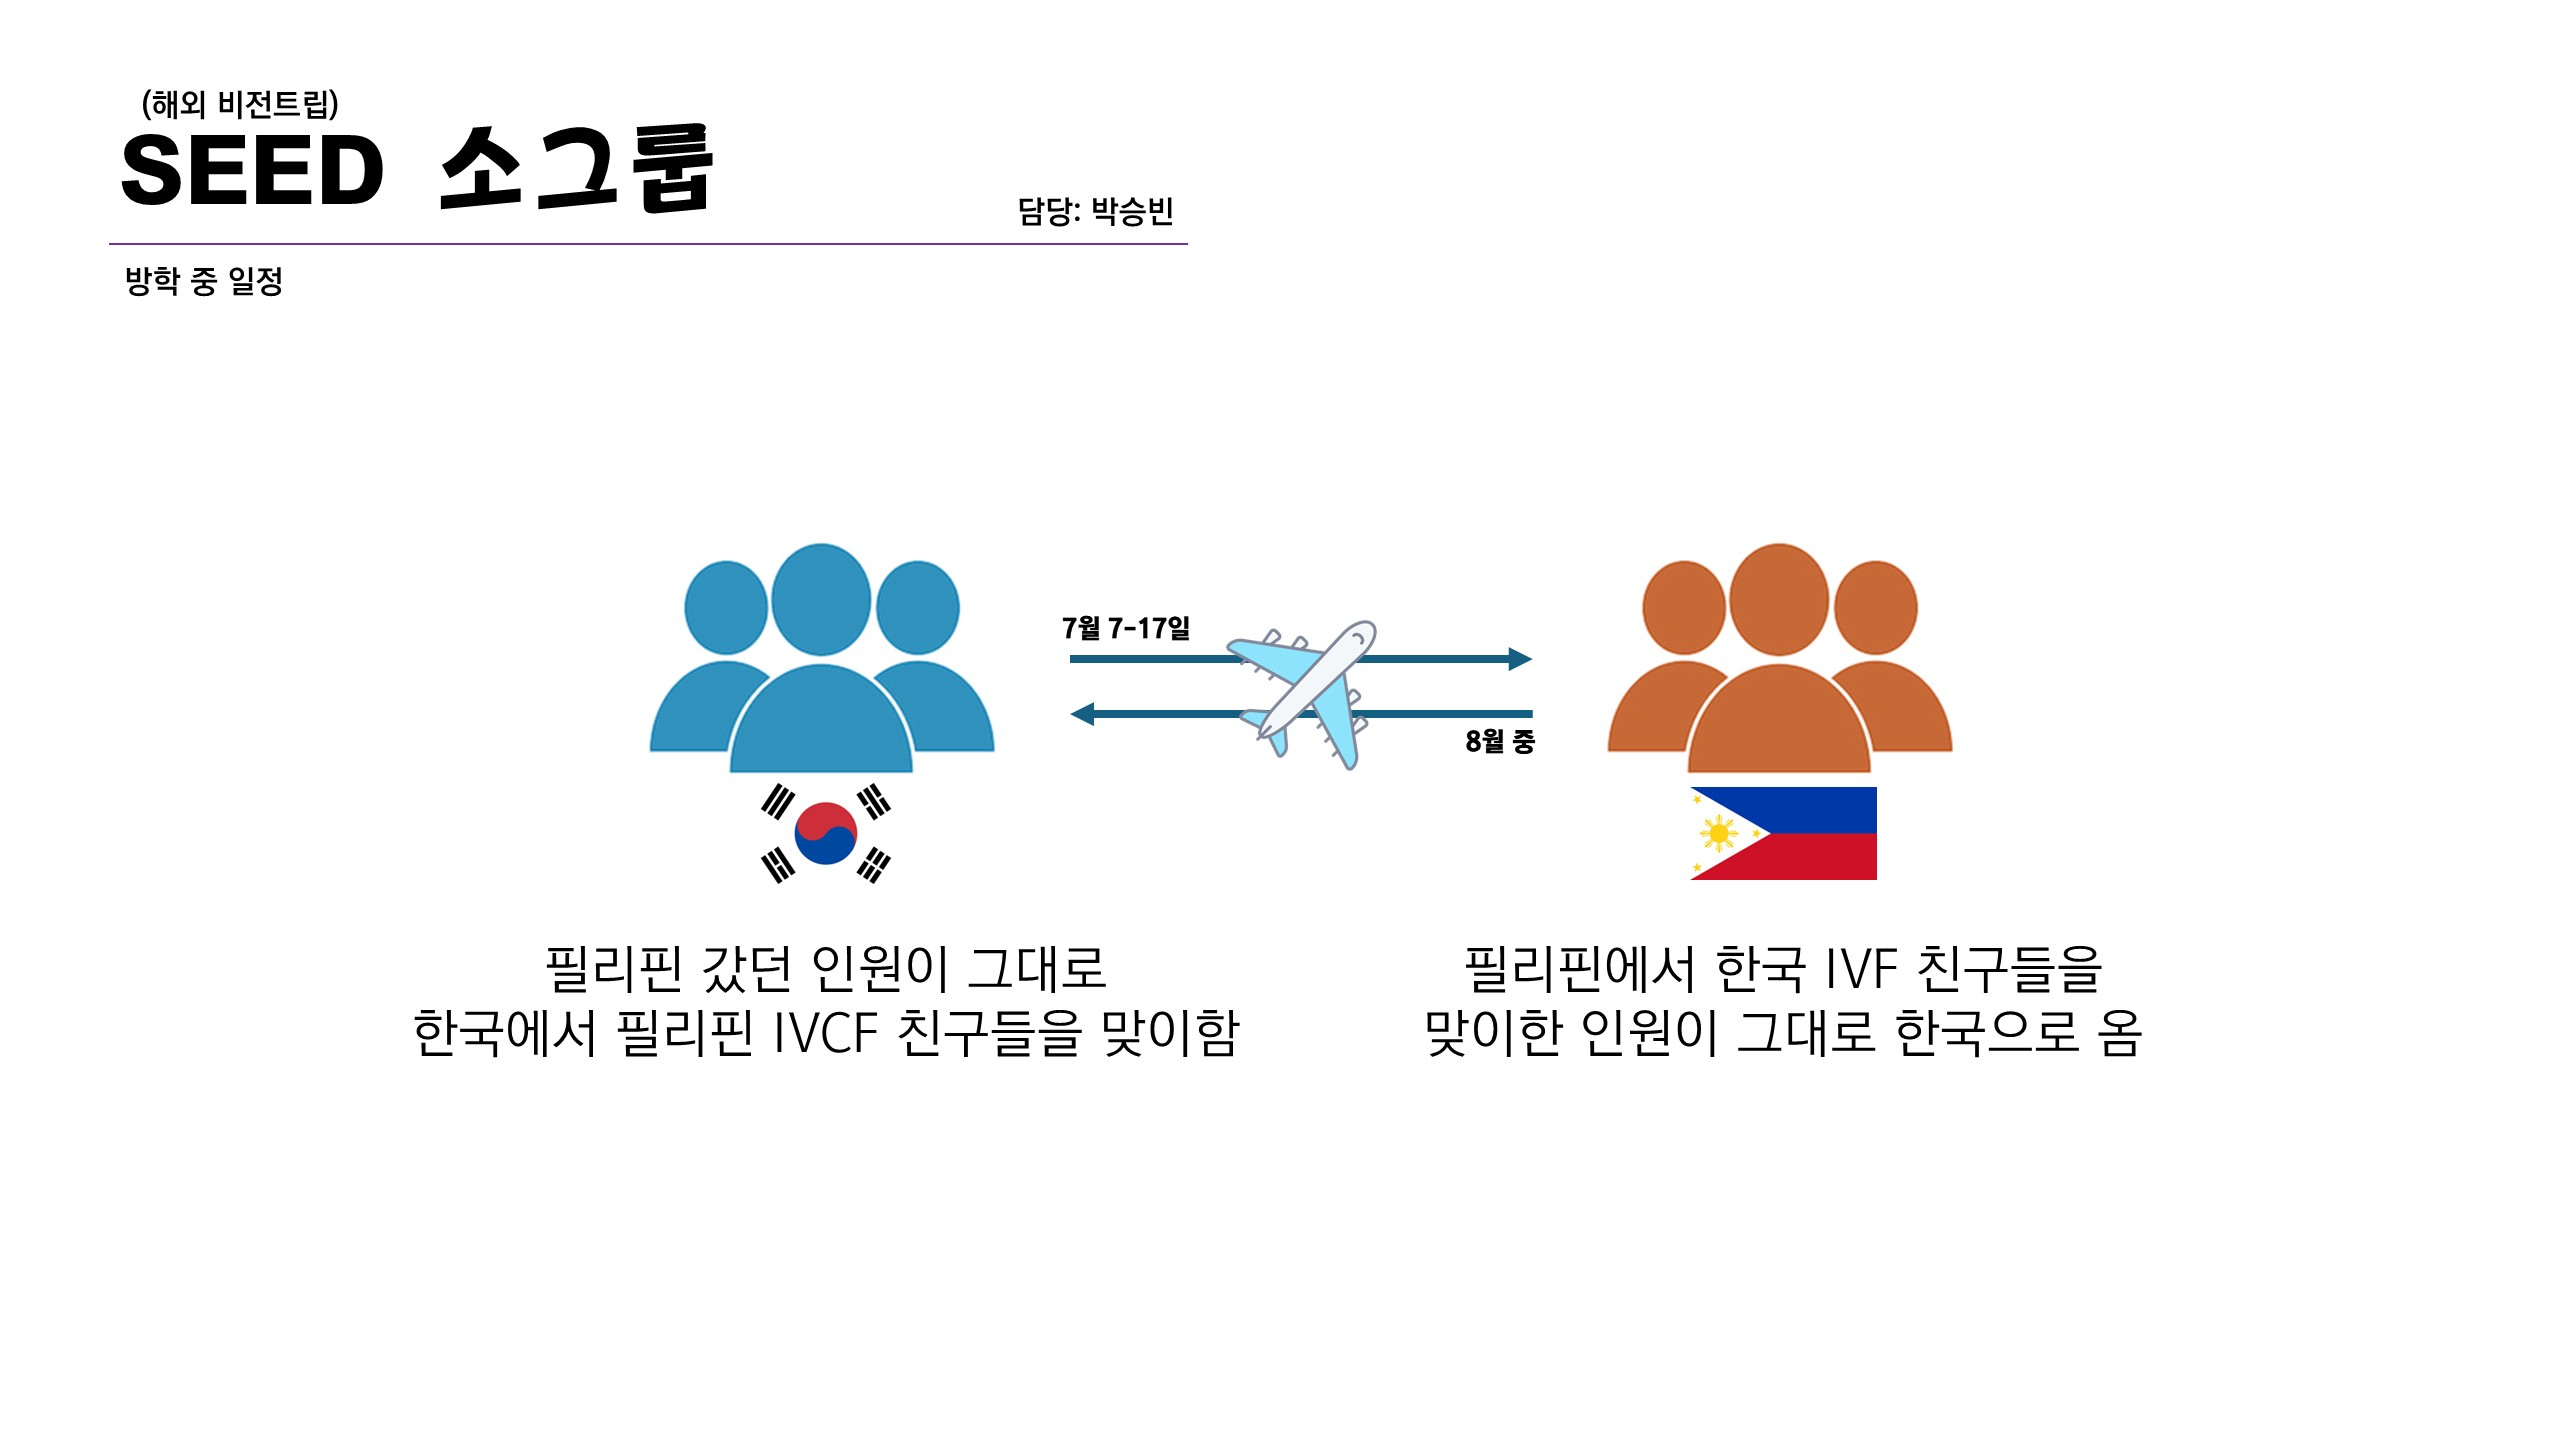 (해외 비전트립)
SEED 소그룹
담당: 박승빈
방학 중 일정
7월 7-17일
8월 중
필리핀 갔던 인원이 그대로
한국에서 필리핀 IVCF 친구들을 맞이함
필리핀에서 한국 IVF 친구들을
맞이한 인원이 그대로 한국으로 옴